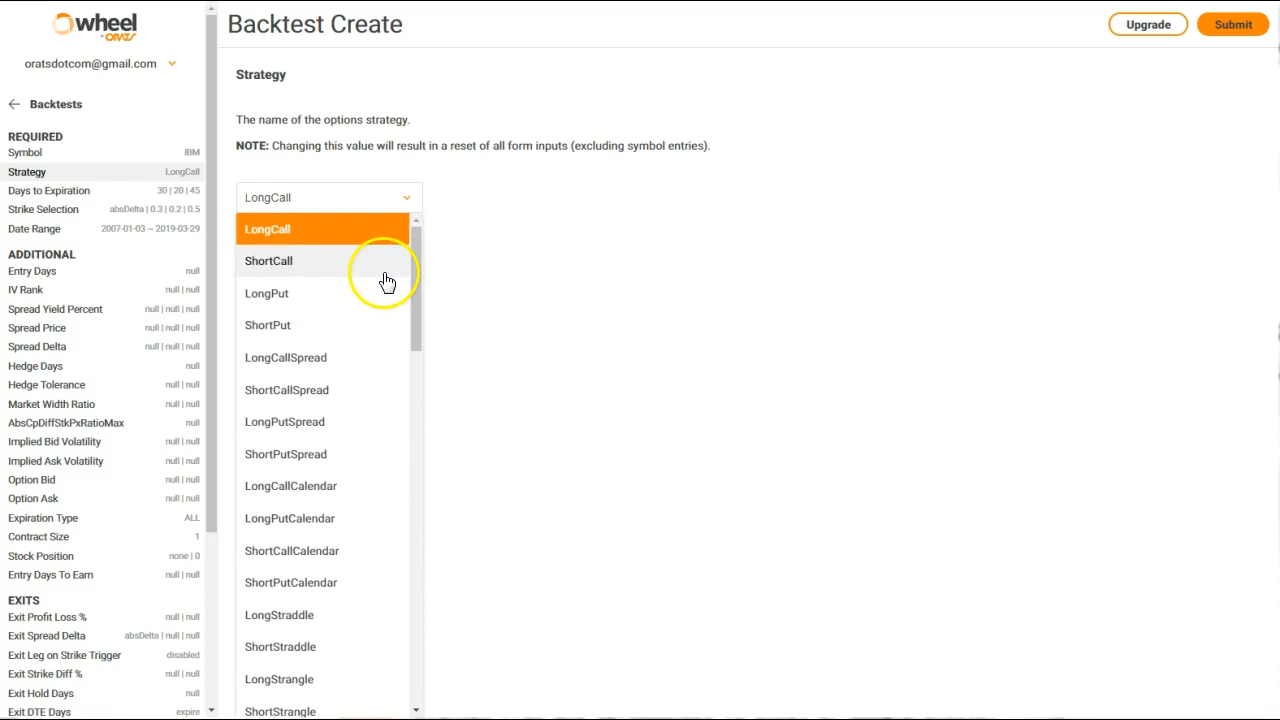 wheel
by ORATS
Backtest Create
Upgrade
Submit
oratsdotcom@gmail.com
Backtests
REQUIRED
Symbol IBM
Strategy LongCall
Days to Expiration 30 | 20 | 45
Strike Selection absDelta | 0.3 | 0.2 | 0.5
Date Range 2007-01-03 ~ 2019-03-29
ADDITIONAL
Entry Days null
IV Rank null | null
Spread Yield Percent null | null | null
Spread Price null | null | null
Spread Delta null | null | null
Hedge Days null
Hedge Tolerance null | null
Market Width Ratio null | null
AbsCpDiffStkPxRatioMax null
Implied Bid Volatility null | null
Implied Ask Volatility null | null
Option Bid null | null
Option Ask null | null
Expiration Type ALL
Contract Size 1
Stock Position none | 0
Entry Days To Earn null | null
EXITS
Exit Profit Loss % null | null
Exit Spread Delta absDelta | null | null
Exit Leg on Strike Trigger disabled
Exit Strike Diff % null | null
Exit Hold Days null
Exit DTE Days expire
Strategy
The name of the options strategy.
NOTE: Changing this value will result in a reset of all form inputs (excluding symbol entries).
LongCall
LongCall
ShortCall
LongPut
ShortPut
LongCallSpread
ShortCallSpread
LongPutSpread
ShortPutSpread
LongCallCalendar
LongPutCalendar
ShortCallCalendar
ShortPutCalendar
LongStraddle
ShortStraddle
LongStrangle
ShortStrangle